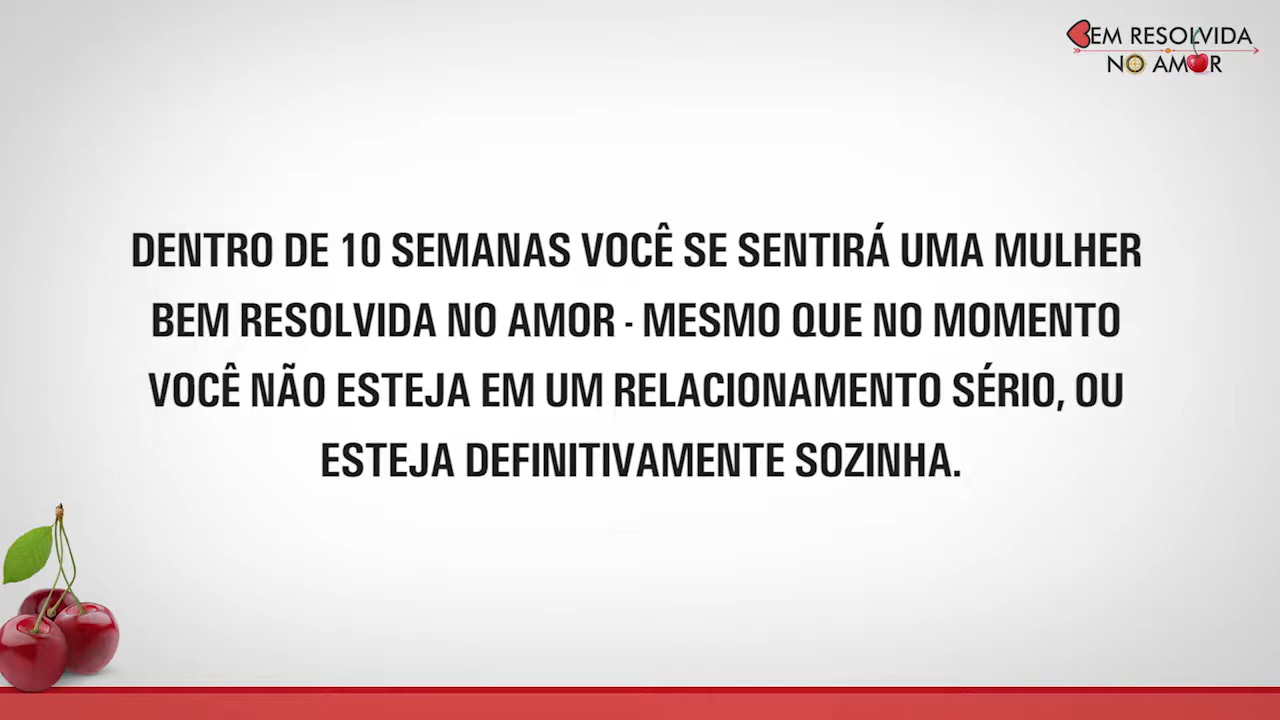 BEM RESOLVIDA
NO AMOR
DENTRO DE 10 SEMANAS VOCÊ SE SENTIRÁ UMA MULHER
BEM RESOLVIDA NO AMOR - MESMO QUE NO MOMENTO
VOCÊ NÃO ESTEJA EM UM RELACIONAMENTO SÉRIO, OU
ESTEJA DEFINITIVAMENTE SOZINHA.